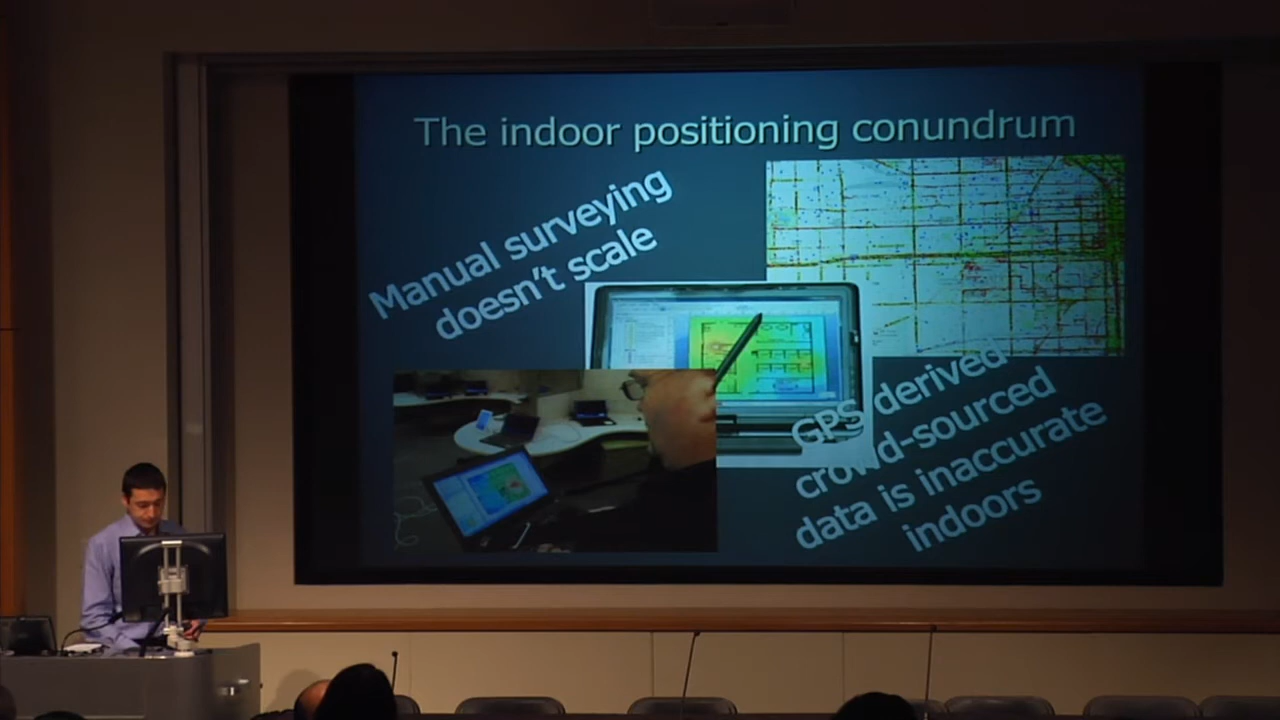 The indoor positioning conundrum
Manual surveying
doesn't scale
GPS derived
crowd-sourced
data is inaccurate
indoors